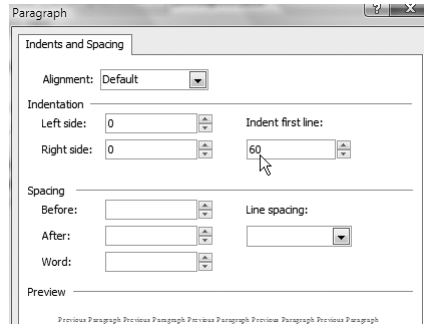 Paragraph
Indents and Spacing
Alignment: Default
Indentation
Left side: 0 Indent first line:
Right side: 0 60
Spacing
Before: Line spacing:
After:
Word:
Preview
Previous Paragraph Previous Paragraph Previous Paragraph Previous Paragraph Previous Paragraph